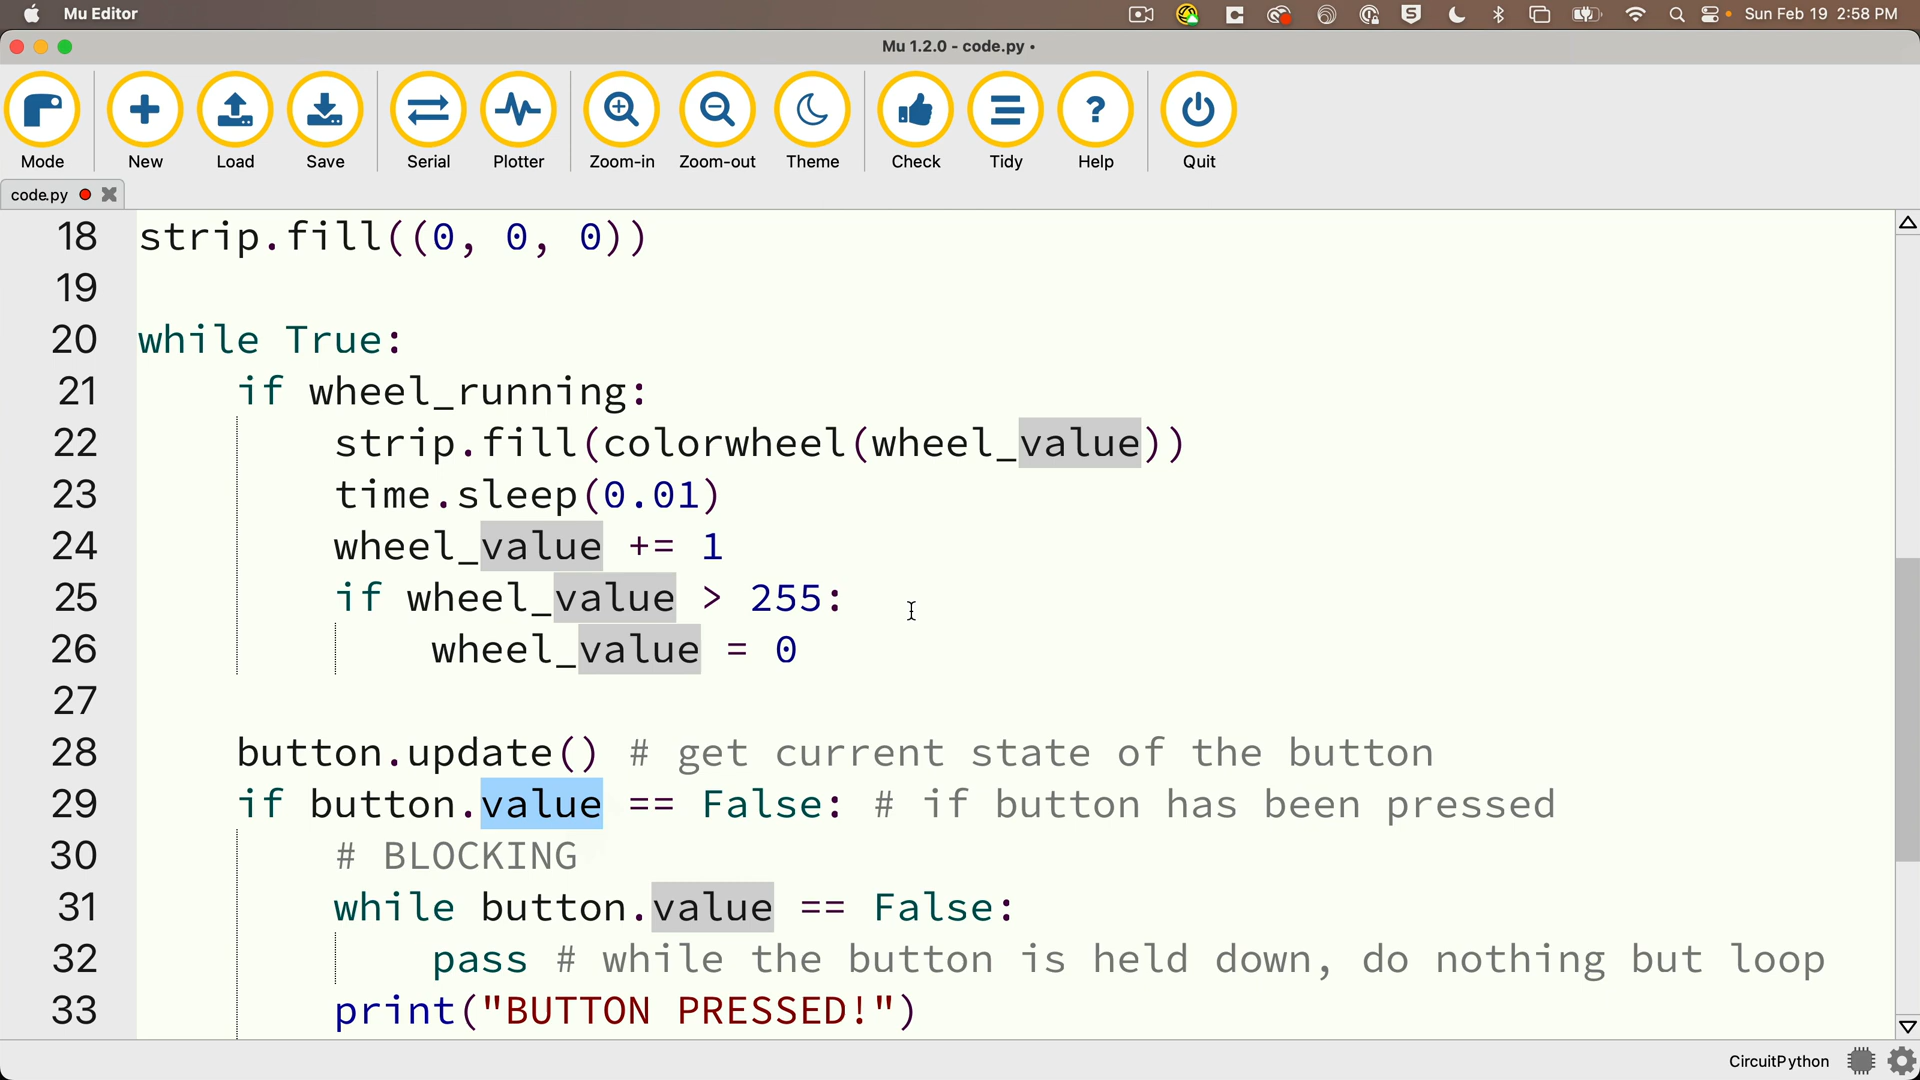 Mu Editor
Sun Feb 19 2:58 PM
Mu 1.2.0 - code.py •
Mode New Load Save Serial Plotter Zoom-in Zoom-out Theme Check Tidy Help Quit
code.py
18 strip.fill((0, 0, 0))
19
20 while True:
21 if wheel_running:
22 strip.fill(colorwheel(wheel_value))
23 time.sleep(0.01)
24 wheel_value += 1
25 if wheel_value > 255:
26 wheel_value = 0
27
28 button.update() # get current state of the button
29 if button.value == False: # if button has been pressed
30 # BLOCKING
31 while button.value == False:
32 pass # while the button is held down, do nothing but loop
33 print("BUTTON PRESSED!")
CircuitPython